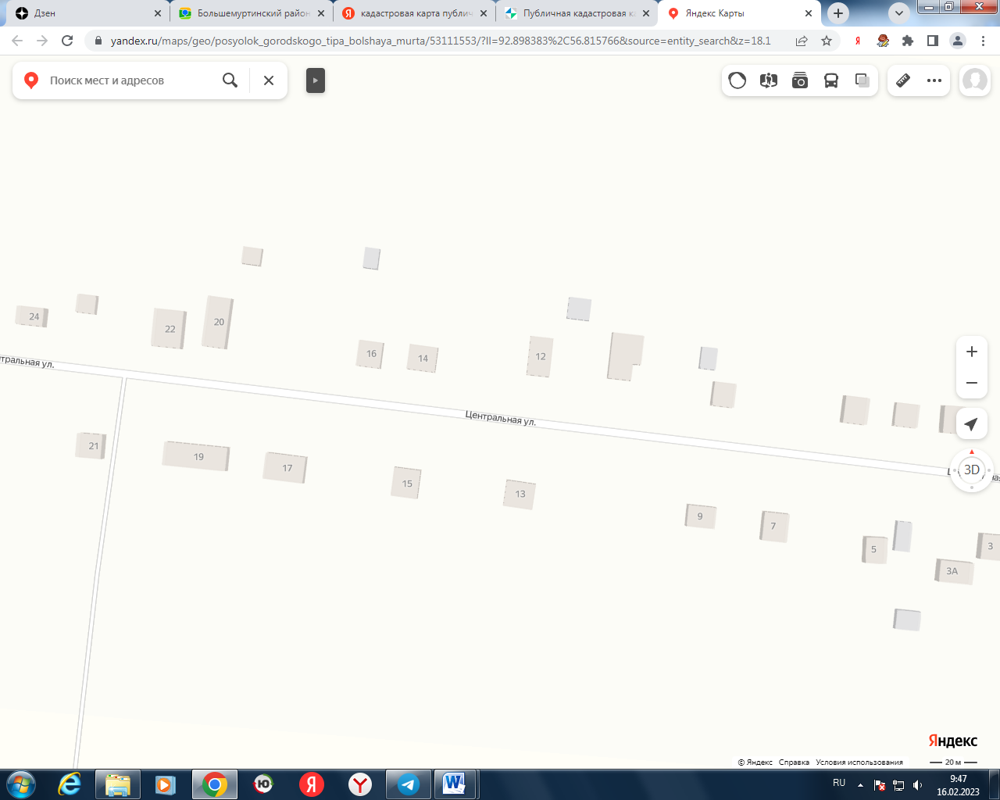 Дзен
Большемуртинский район
кадастровая карта публич
Публичная кадастровая ка
Яндекс Карты
yandex.ru/maps/geo/posyolok_gorodskogo_tipa_bolshaya_murta/53111553/?ll=92.898383%2C56.815766&source=entity_search&z=18.1
Поиск мест и адресов
24
22
20
16
14
12
нтральная ул.
Центральная ул.
21
19
17
15
13
9
7
5
3А
3
3D
Яндекс
© Яндекс Справка Условия использования
20 м
RU
9:47
16.02.2023